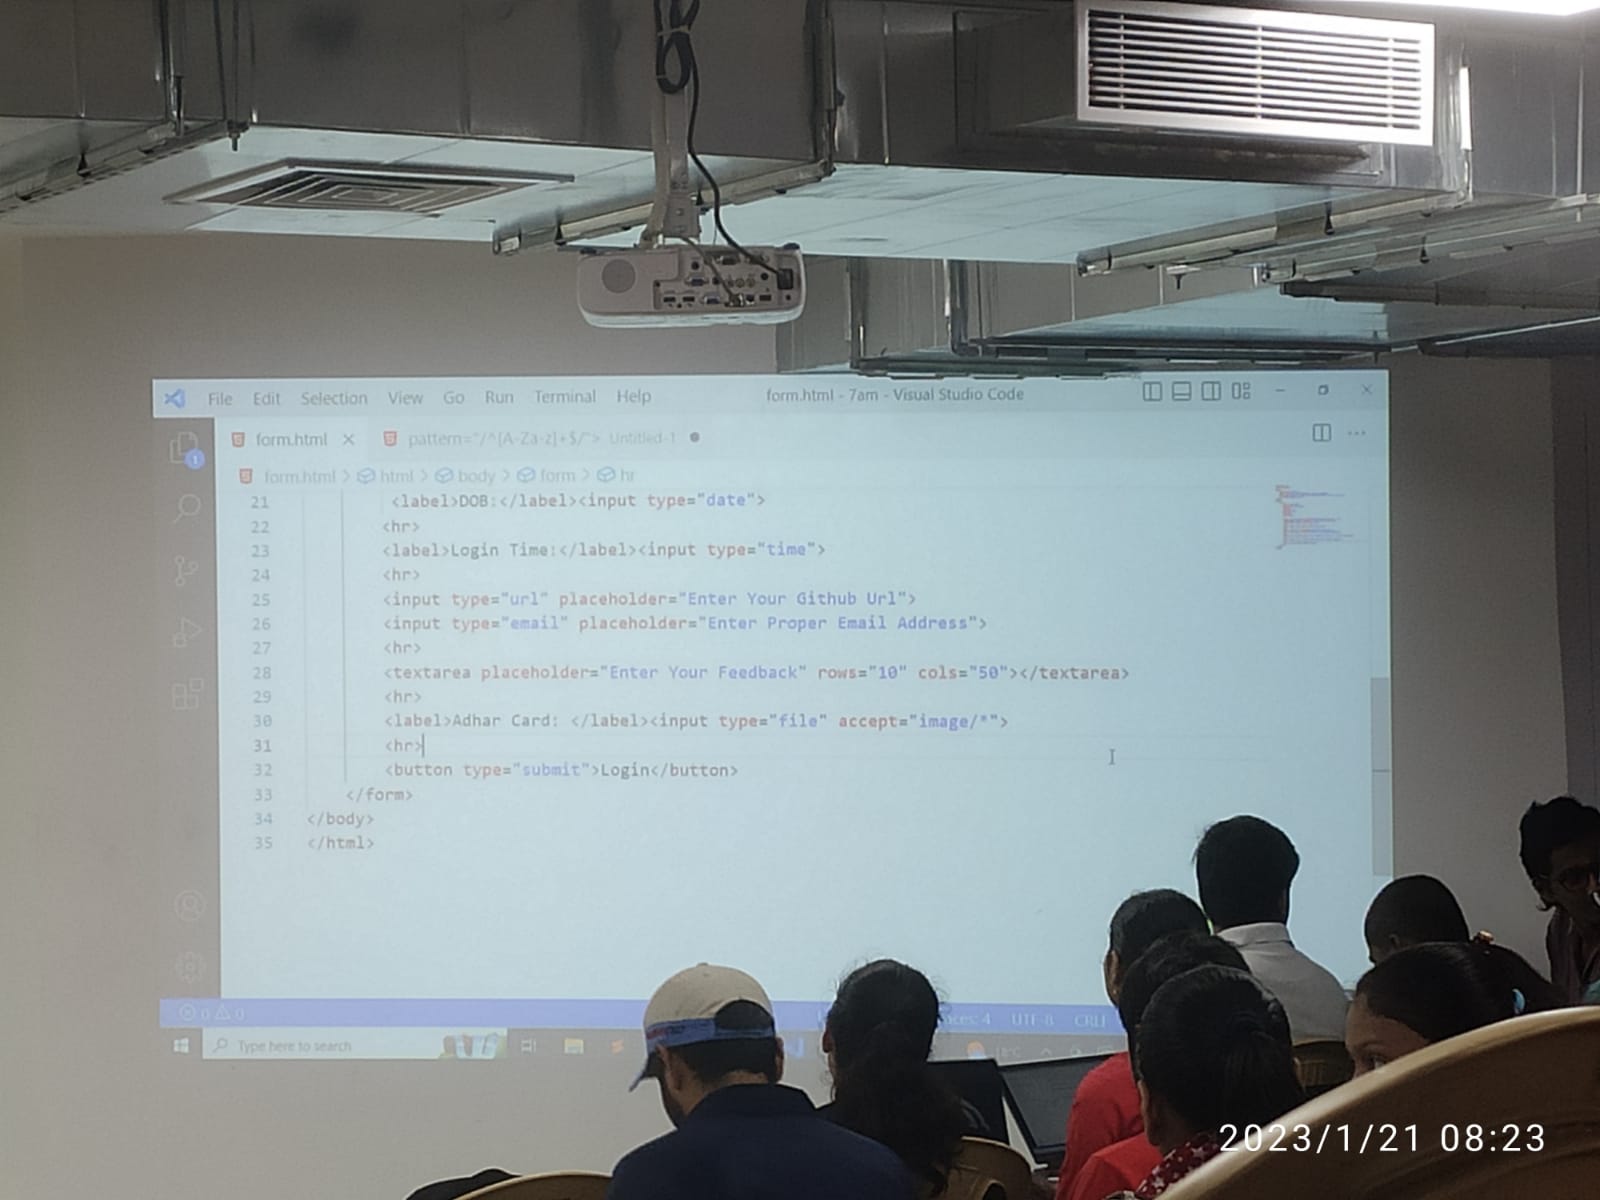 File Edit Selection View Go Run Terminal Help form.html - 7am - Visual Studio Code
form.html × pattern="/^[A-Za-z]+$/"> Untitled-1 ●
form.html > html > body > form > hr
1
21 <label>DOB:</label><input type="date">
22 <hr>
23 <label>Login Time:</label><input type="time">
24 <hr>
25 <input type="url" placeholder="Enter Your Github Url">
26 <input type="email" placeholder="Enter Proper Email Address">
27 <hr>
28 <textarea placeholder="Enter Your Feedback" rows="10" cols="50"></textarea>
29 <hr>
30 <label>Adhar Card: </label><input type="file" accept="image/*">
31 <hr>
32 <button type="submit">Login</button>
33 </form>
34 </body>
35 </html>
0 0 UTF-8 CRLF
Type here to search
2023/1/21 08:23